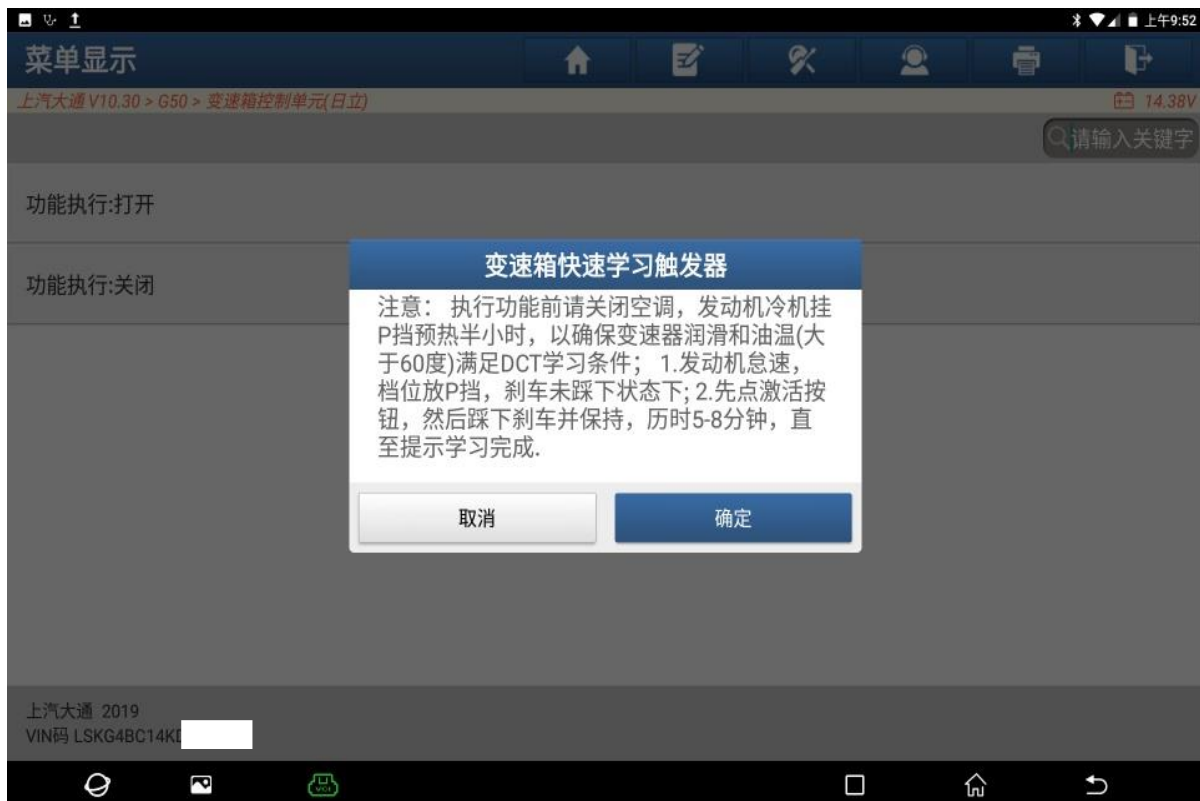 上午9:52
菜单显示
上汽大通 V10.30 > G50 > 变速箱控制单元(日立)
14.38V
请输入关键字
功能执行:打开
功能执行:关闭
变速箱快速学习触发器
注意： 执行功能前请关闭空调，发动机冷机挂
P挡预热半小时，以确保变速器润滑和油温(大
于60度)满足DCT学习条件； 1.发动机怠速，
档位放P挡，刹车未踩下状态下; 2.先点激活按
钮，然后踩下刹车并保持，历时5-8分钟，直
至提示学习完成.
取消
确定
上汽大通 2019
VIN码 LSKG4BC14K
VCI